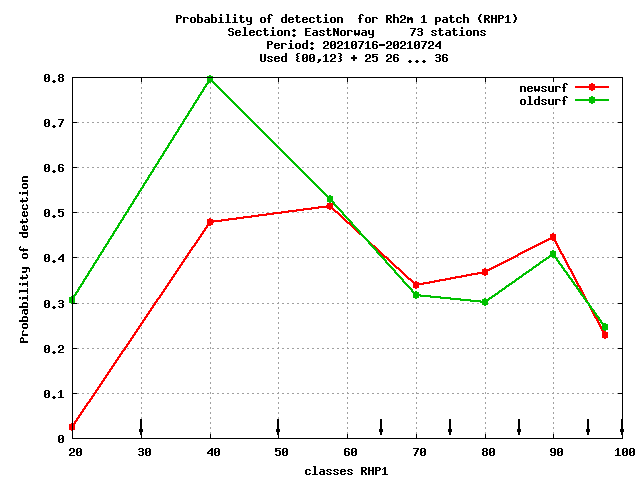 Probability of detection  for Rh2m 1 patch (RHP1)
Selection: EastNorway     73 stations
Period: 20210716-20210724
Used {00,12} + 25 26 ... 36
newsurf
oldsurf
Probability of detection
0.8
0.7
0.6
0.5
0.4
0.3
0.2
0.1
0
20 30 40 50 60 70 80 90 100
classes RHP1